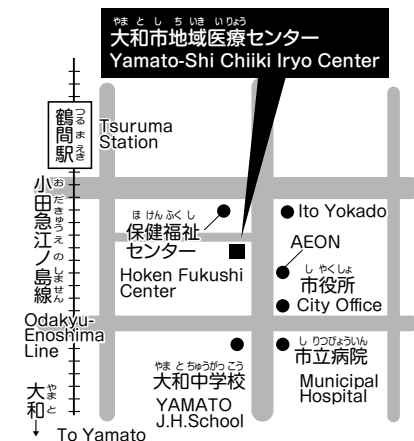 やまとしちいきいりょう
大和市地域医療センター
Yamato-Shi Chiiki Iryo Center
つるまえき
鶴間駅
Tsuruma
Station
おだきゅうえのしません
小田急江ノ島線
Odakyu-
Enoshima
Line
やまと
大和
↓
To Yamato
ほけんふくし
保健福祉
センター
Hoken Fukushi
Center
Ito Yokado
AEON
しやくしょ
市役所
City Office
やまとちゅうがっこう
大和中学校
YAMATO
J.H.School
しりつびょういん
市立病院
Municipal
Hospital